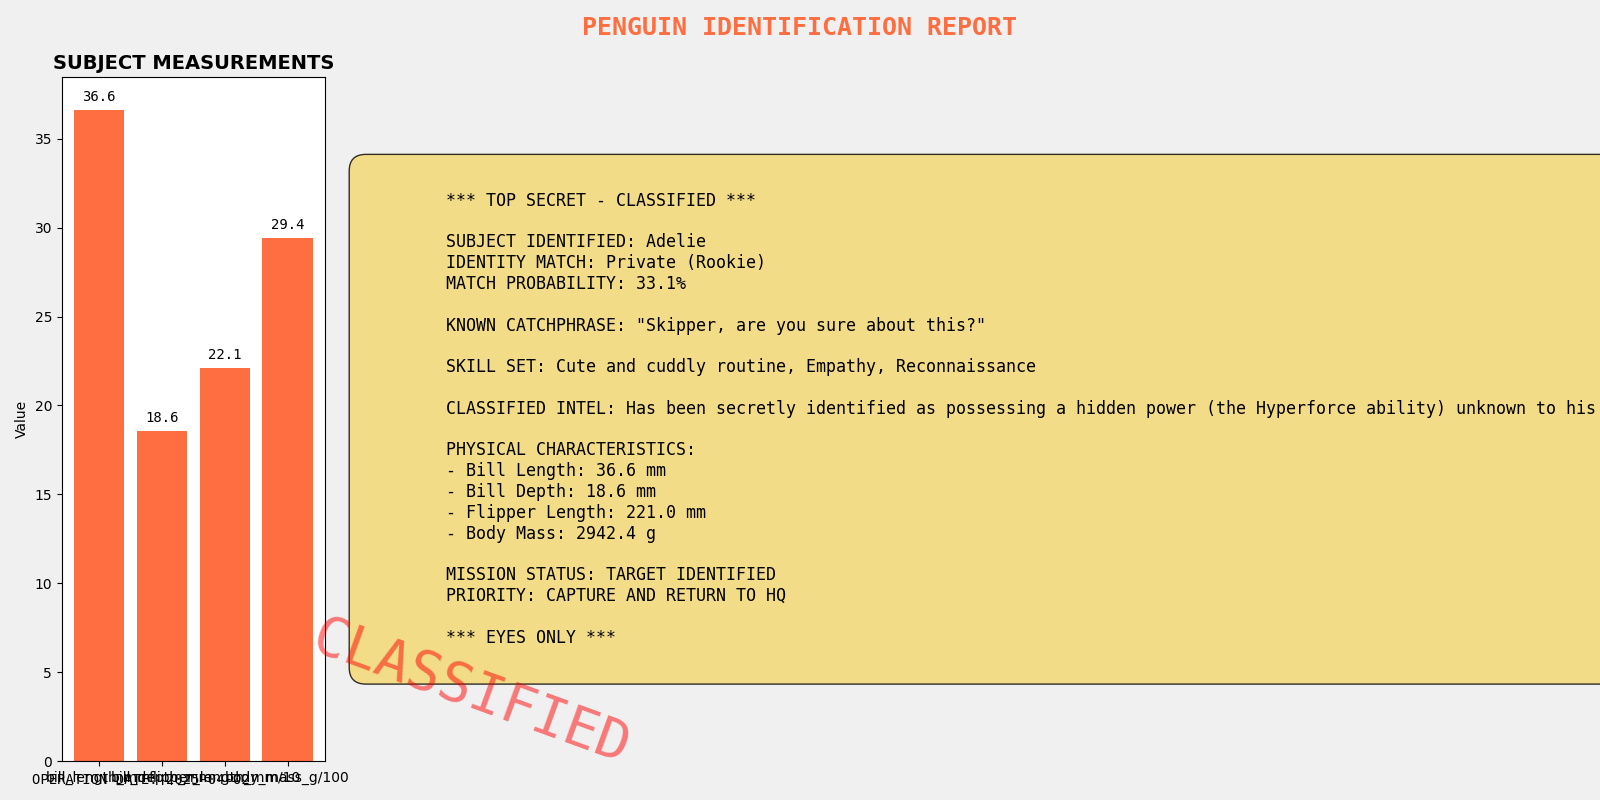 PENGUIN IDENTIFICATION REPORT
SUBJECT MEASUREMENTS
36.6
18.6
22.1
29.4
Value
35
30
25
20
15
10
5
0
*** TOP SECRET - CLASSIFIED ***
SUBJECT IDENTIFIED: Adelie
IDENTITY MATCH: Private (Rookie)
MATCH PROBABILITY: 33.1%
KNOWN CATCHPHRASE: "Skipper, are you sure about this?"
SKILL SET: Cute and cuddly routine, Empathy, Reconnaissance
CLASSIFIED INTEL: Has been secretly identified as possessing a hidden power (the Hyperforce ability) unknown to his
PHYSICAL CHARACTERISTICS:
- Bill Length: 36.6 mm
- Bill Depth: 18.6 mm
- Flipper Length: 221.0 mm
- Body Mass: 2942.4 g
MISSION STATUS: TARGET IDENTIFIED
PRIORITY: CAPTURE AND RETURN TO HQ
*** EYES ONLY ***
CLASSIFIED